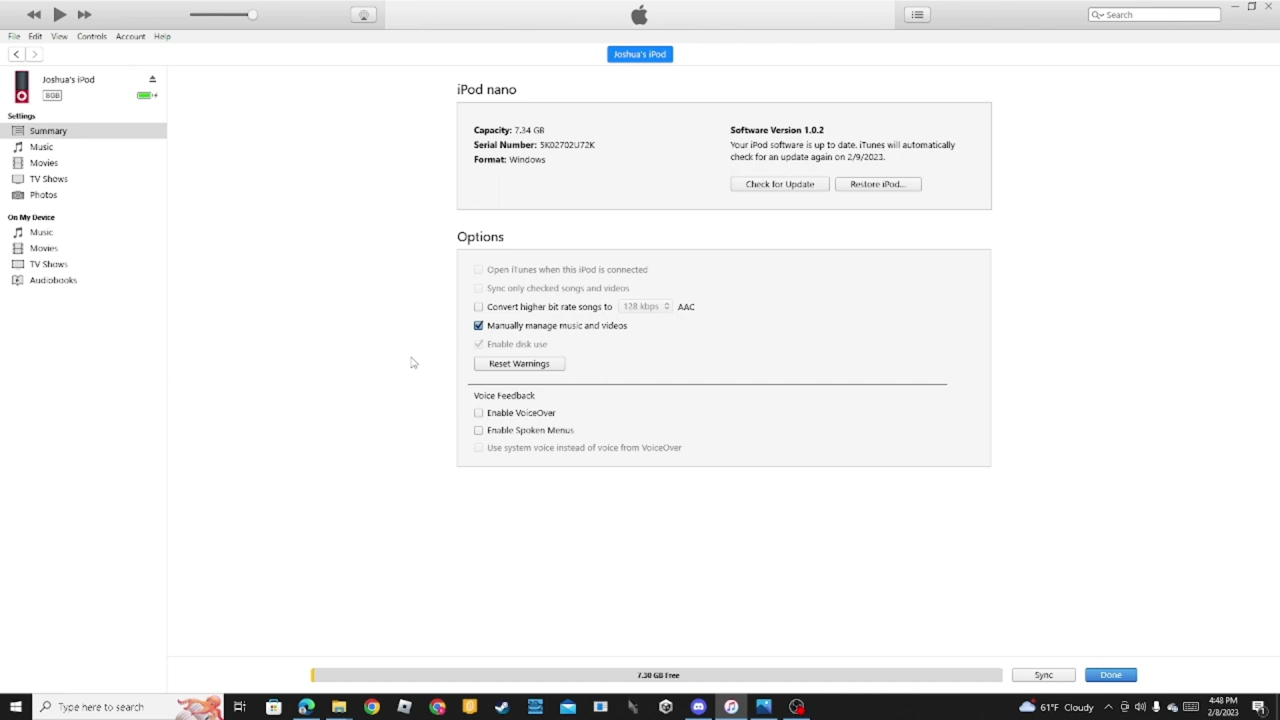 Search
File Edit View Controls Account Help
Joshua's iPod
Joshua's iPod
8GB
Settings
Summary
Music
Movies
TV Shows
Photos
On My Device
Music
Movies
TV Shows
Audiobooks
iPod nano
Capacity: 7.34 GB
Serial Number: 5K02702U72K
Format: Windows
Software Version 1.0.2
Your iPod software is up to date. iTunes will automatically
check for an update again on 2/9/2023.
Check for Update
Restore iPod...
Options
Open iTunes when this iPod is connected
Sync only checked songs and videos
Convert higher bit rate songs to 128 kbps AAC
Manually manage music and videos
Enable disk use
Reset Warnings
Voice Feedback
Enable VoiceOver
Enable Spoken Menus
Use system voice instead of voice from VoiceOver
7.30 GB Free
Sync
Done
Type here to search
61°F Cloudy
4:48 PM
2/8/2023